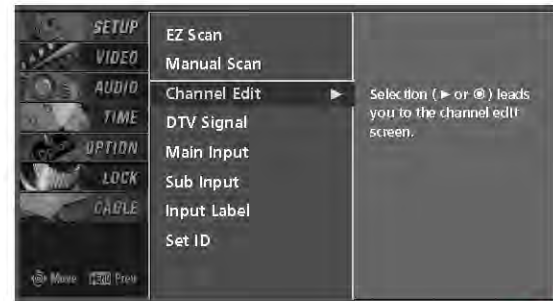 SETUP
VIDEO
AUDIO
TIME
OPTION
LOCK
CABLE
Move MENU Prev
EZ Scan
Manual Scan
Channel Edit ►
DTV Signal
Main Input
Sub Input
Input Label
Set ID
Selection ( ► or ◉ ) leads
you to the channel edit
screen.